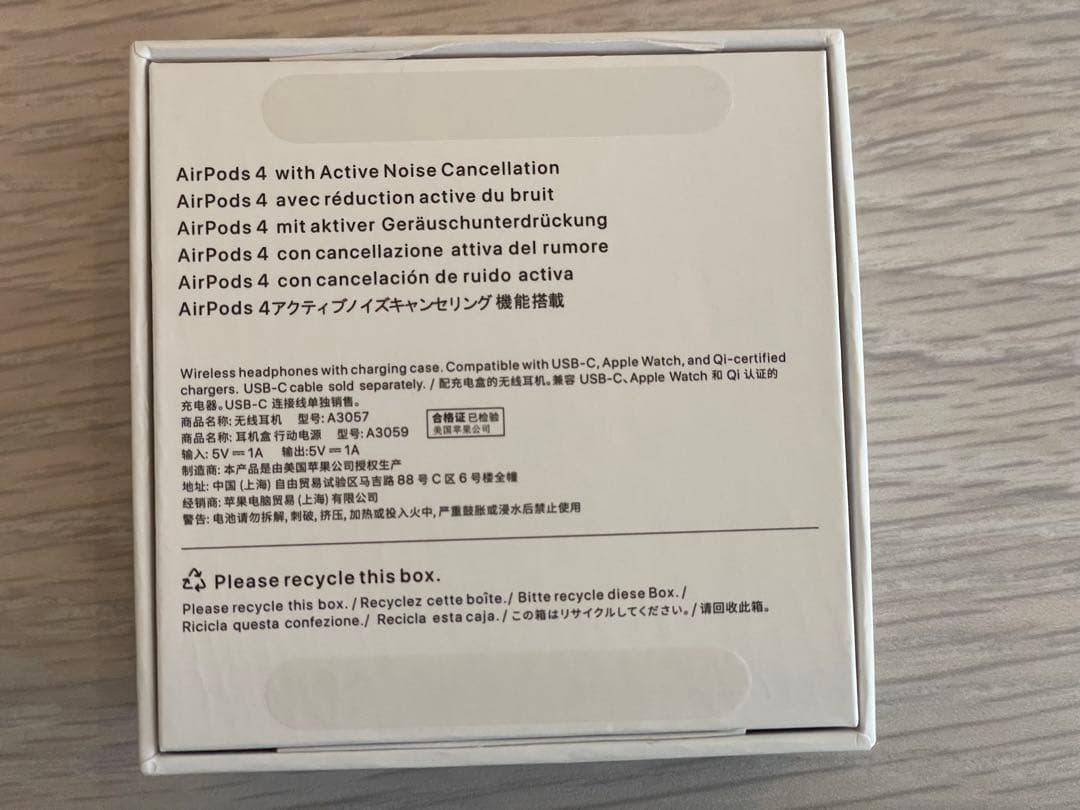 AirPods 4 with Active Noise Cancellation
AirPods 4 avec réduction active du bruit
AirPods 4 mit aktiver Geräuschunterdrückung
AirPods 4 con cancellazione attiva del rumore
AirPods 4 con cancelación de ruido activa
AirPods 4アクティブノイズキャンセリング機能搭載
Wireless headphones with charging case. Compatible with USB-C, Apple Watch, and Qi-certified
chargers. USB-C cable sold separately. / 配充电盒的无线耳机。兼容 USB-C、Apple Watch 和 Qi 认证的
充电器。USB-C 连接线单独销售。
商品名称: 无线耳机 型号: A3057
商品名称: 耳机盒 行动电源 型号: A3059
合格证 已检验
美国苹果公司
输入: 5V⎓1A 输出:5V⎓1A
制造商: 本产品是由美国苹果公司授权生产
地址: 中国 (上海) 自由贸易试验区马吉路 88 号 C 区 6 号楼全幢
经销商: 苹果电脑贸易 (上海) 有限公司
警告: 电池请勿拆解, 刺破, 挤压, 加热或投入火中, 严重鼓胀或浸水后禁止使用
Please recycle this box.
Please recycle this box. / Recyclez cette boîte. / Bitte recycle diese Box. /
Ricicla questa confezione. / Recicla esta caja. / この箱はリサイクルしてください。/ 请回收此箱。